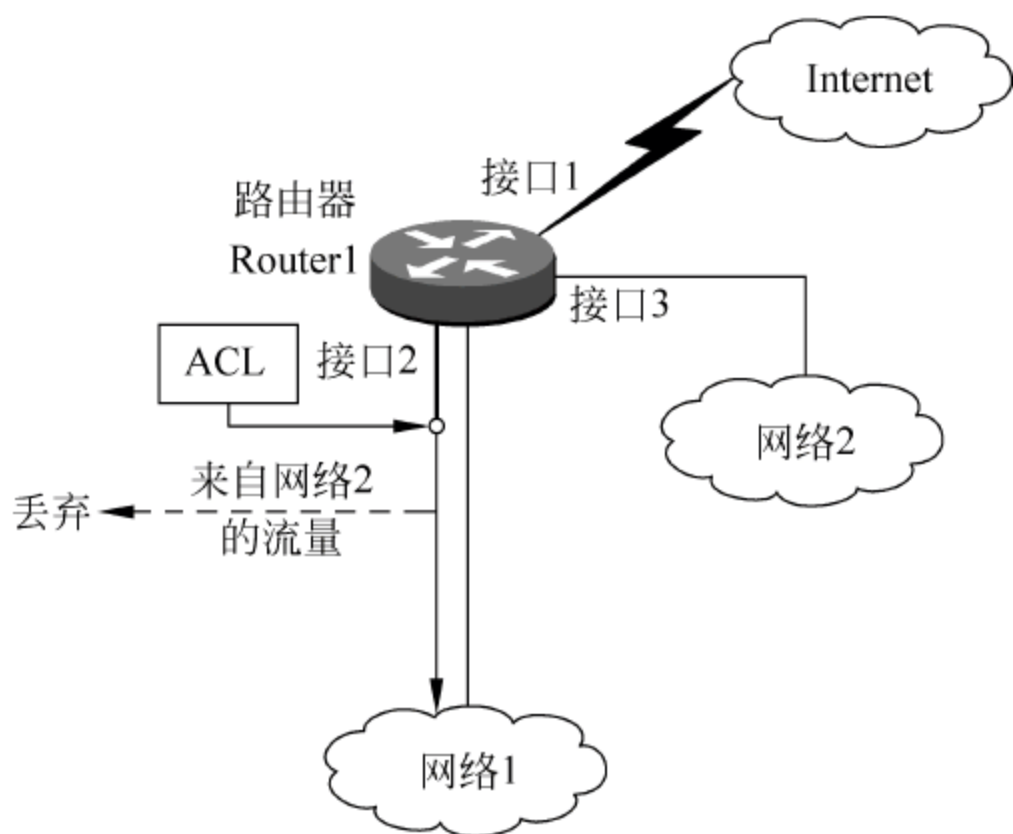 Internet
接口1
路由器
Router1
接口3
ACL
接口2
网络2
来自网络2
丢弃
的流量
网络1